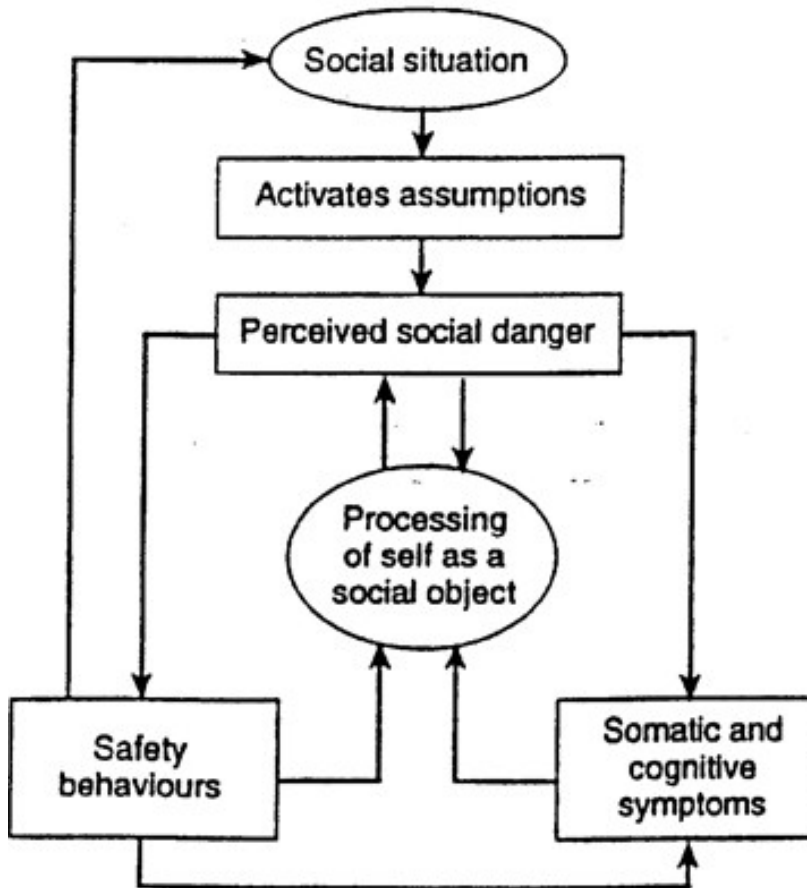 Social situation
Activates assumptions
Perceived social danger
Processing
of self as a
social object
Safety
behaviours
Somatic and
cognitive
symptoms